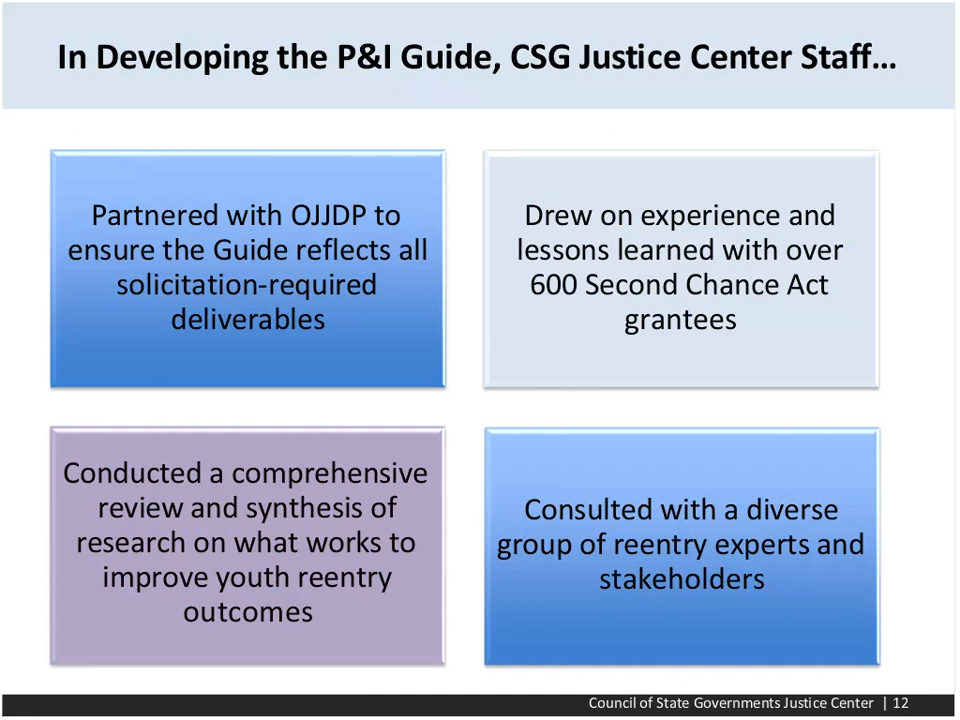 In Developing the P&I Guide, CSG Justice Center Staff…
Partnered with OJJDP to
ensure the Guide reflects all
solicitation-required
deliverables
Drew on experience and
lessons learned with over
600 Second Chance Act
grantees
Conducted a comprehensive
review and synthesis of
research on what works to
improve youth reentry
outcomes
Consulted with a diverse
group of reentry experts and
stakeholders
Council of State Governments Justice Center | 12